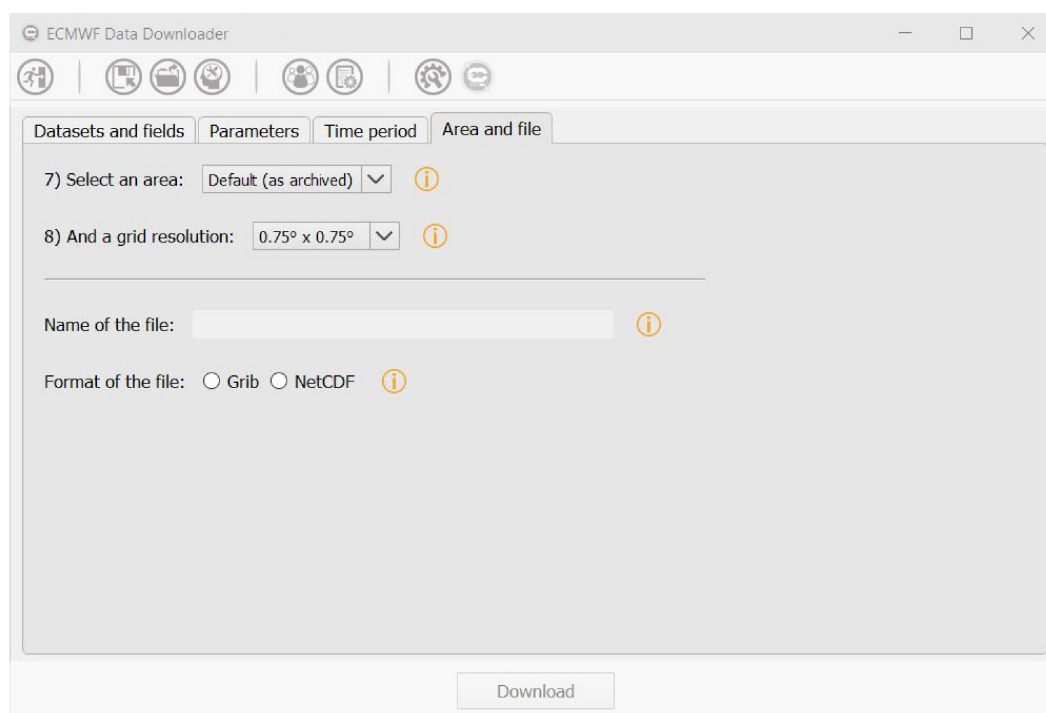 ECMWF Data Downloader
Datasets and fields Parameters Time period Area and file
7) Select an area: Default (as archived)
8) And a grid resolution: 0.75° x 0.75°
Name of the file:
Format of the file: Grib NetCDF
Download